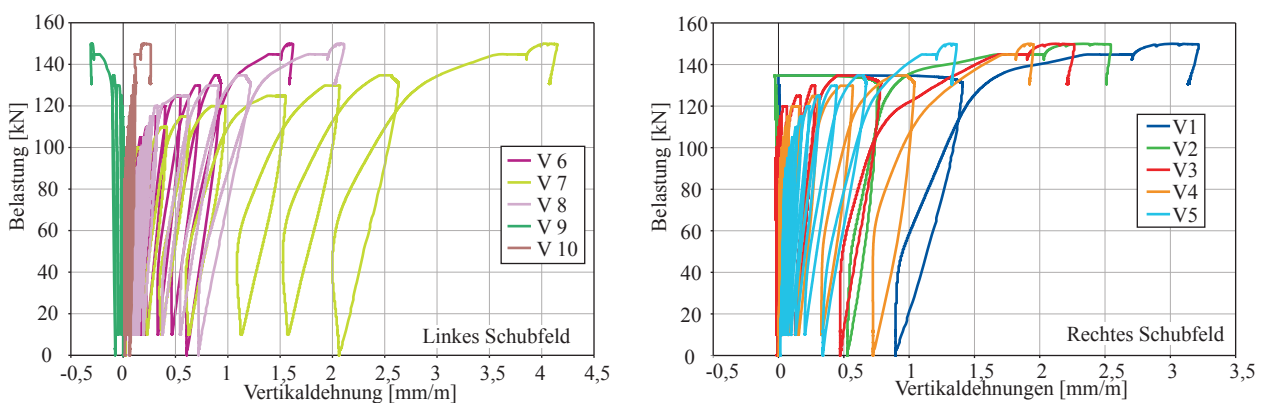 160
140
120
100
80
60
40
20
0
Belastung [kN]
V 6
V 7
V 8
V 9
V 10
Linkes Schubfeld
-0,5 0 0,5 1 1,5 2 2,5 3 3,5 4 4,5
Vertikaldehnung [mm/m]
160
140
120
100
80
60
40
20
0
Belastung [kN]
V1
V2
V3
V4
V5
Rechtes Schubfeld
-0,5 0 0,5 1 1,5 2 2,5 3 3,5
Vertikaldehnungen [mm/m]